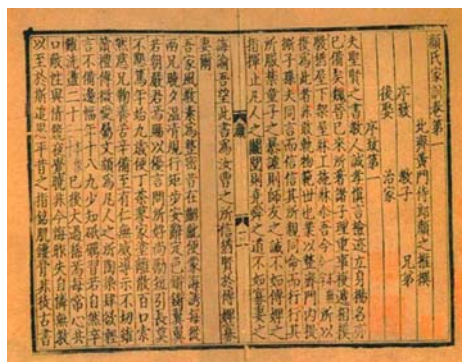 顏氏家訓卷第一
北齊黃門侍郎顏之推撰
序致 教子 兄弟
後娶 治家
序致第一
夫聖賢之書教人誠孝慎言檢迹立身揚名亦
已備矣魏晉已來所著諸子理重事複遞相模
斆猶屋下架屋牀上施牀耳吾今所以
復為此者非敢軌物範世也業以整齊門內提
撕子孫夫同言而信信其所親同命而行行其
所服禁童子之暴謔則師友之誡不如傅婢之
指揮止凡人之鬭鬩則堯舜之道不如寡妻之
誨諭吾望此書為汝曹之所信猶賢於傅婢寡
妻爾
吾家風教素為整密昔在齠齔便蒙誨誘每從
兩兄曉夕溫凊規行矩步安辭定色鏘鏘翼翼
若朝嚴君焉賜以優言問所好尚勵短引長莫
不懇篤年始九歲便丁荼蓼家塗離散百口索
然慈兄鞠養苦辛備至有仁無威導示不切雖
讀禮傳微愛屬文頗為凡人之所陶染肆欲輕
言不備邊幅年十八九少知砥礪習若自然卒
難洗盪二十已後大過稀焉每常心共
口敵性與情競夜覺曉非今悔昨失自憐無教
以至於斯追思平昔之指銘肌鏤骨非徒古書